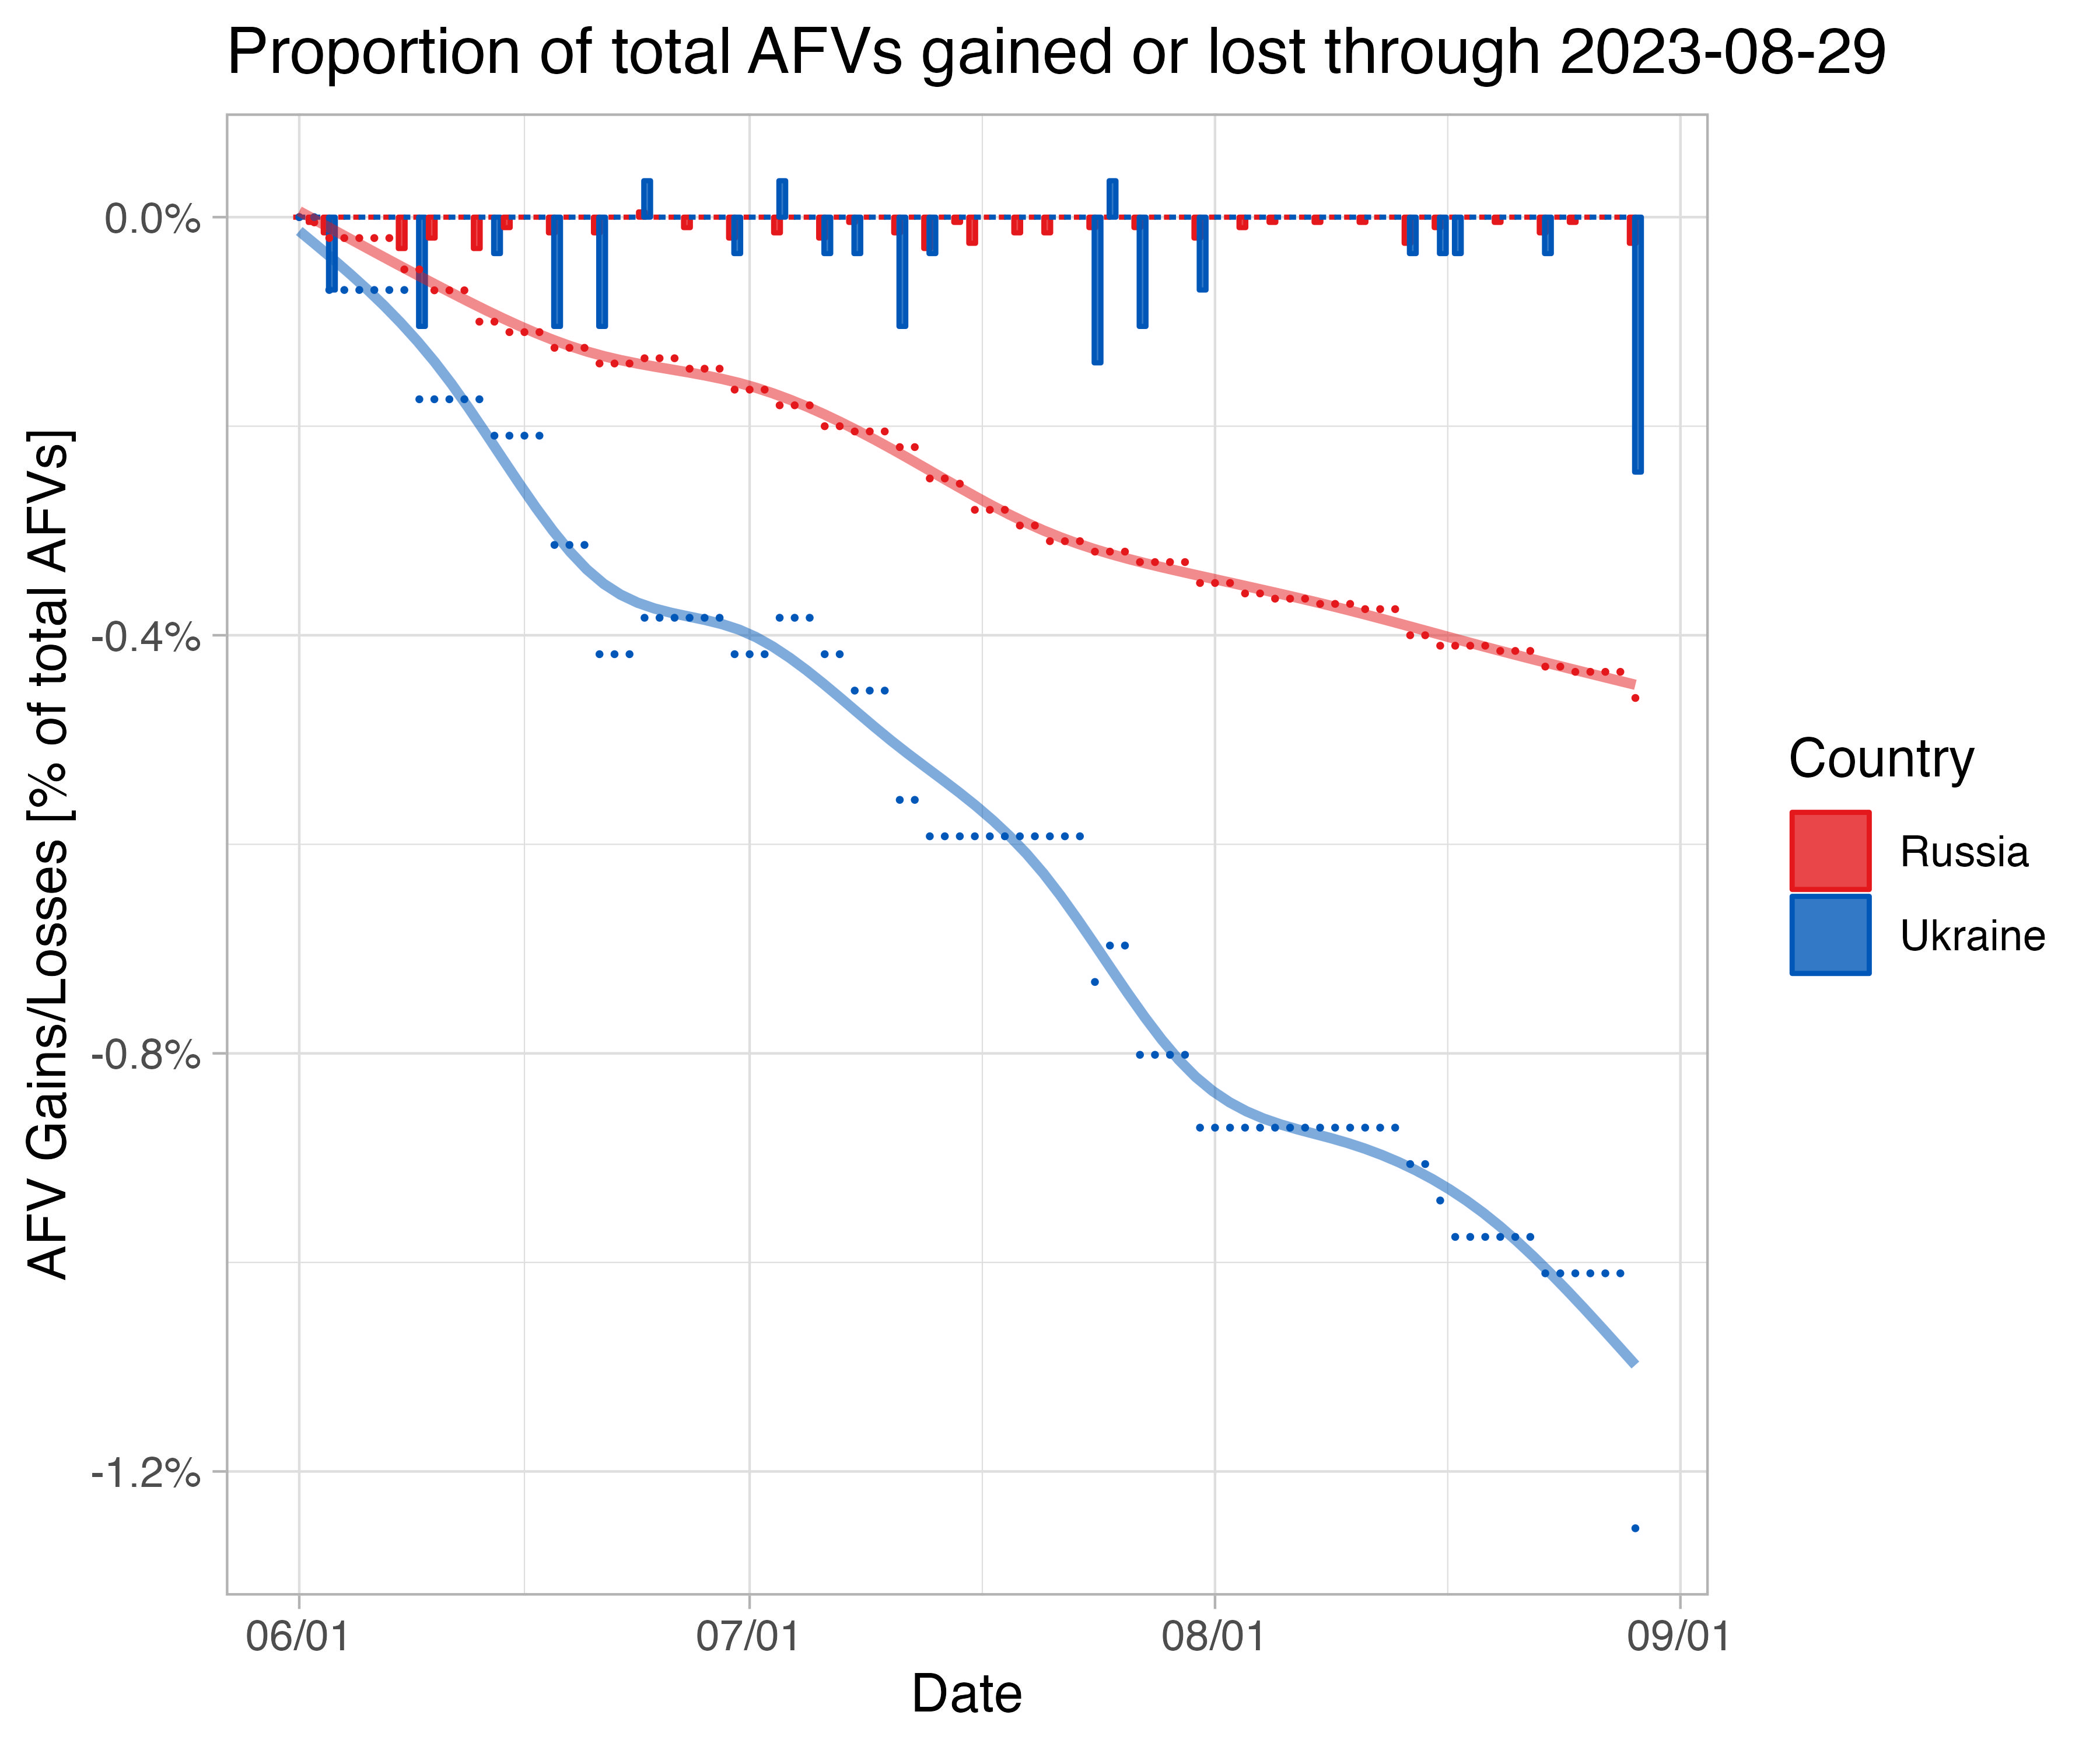 Proportion of total AFVs gained or lost through 2023-08-29
AFV Gains/Losses [% of total AFVs]
0.0%
-0.4%
-0.8%
-1.2%
06/01
07/01
08/01
09/01
Date
Country
Russia
Ukraine